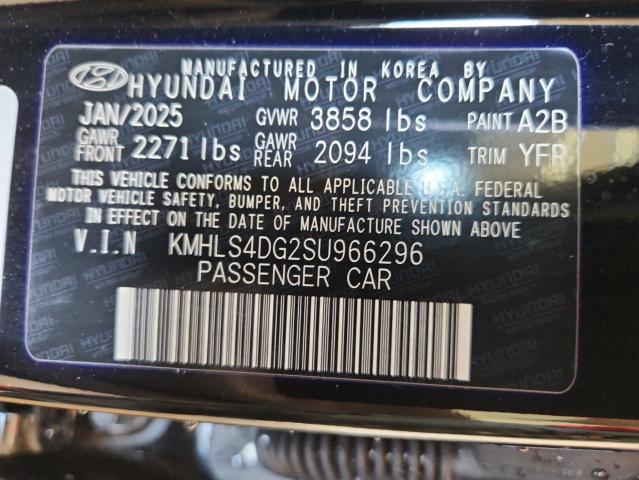 MANUFACTURED IN KOREA BY
HYUNDAI MOTOR COMPANY
JAN/2025 GVWR 3858 lbs PAINT A2B
GAWR FRONT 2271 lbs GAWR REAR 2094 lbs TRIM YFR
THIS VEHICLE CONFORMS TO ALL APPLICABLE U.S.A. FEDERAL
MOTOR VEHICLE SAFETY, BUMPER, AND THEFT PREVENTION STANDARDS
IN EFFECT ON THE DATE OF MANUFACTURE SHOWN ABOVE
V.I.N KMHLS4DG2SU966296
PASSENGER CAR